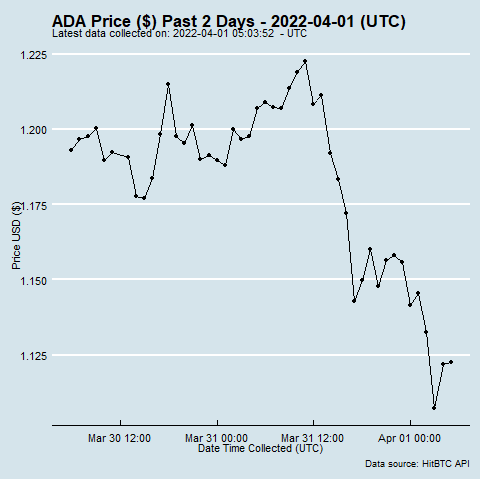 ADA Price ($) Past 2 Days - 2022-04-01 (UTC)
Latest data collected on: 2022-04-01 05:03:52 - UTC
1.225
1.200
1.175
1.150
1.125
Price USD ($)
Mar 30 12:00
Mar 31 00:00
Mar 31 12:00
Apr 01 00:00
Date Time Collected (UTC)
Data source: HitBTC API